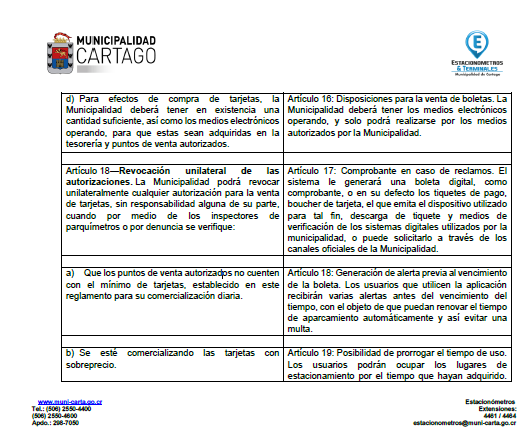 MUNICIPALIDAD
CARTAGO
ESTACIONÓMETROS
& TERMINALES
Municipalidad de Cartago
d) Para efectos de compra de tarjetas, la
Municipalidad deberá tener en existencia una
cantidad suficiente, así como los medios electrónicos
operando, para que estas sean adquiridas en la
tesorería y puntos de venta autorizados.
Artículo 16: Disposiciones para la venta de boletas. La
Municipalidad deberá tener los medios electrónicos
operando, y solo podrá realizarse por los medios
autorizados por la Municipalidad.
Artículo 18—Revocación unilateral de las
autorizaciones. La Municipalidad podrá revocar
unilateralmente cualquier autorización para la venta
de tarjetas, sin responsabilidad alguna de su parte,
cuando por medio de los inspectores de
parquímetros o por denuncia se verifique:
Artículo 17: Comprobante en caso de reclamos. El
sistema le generará una boleta digital, como
comprobante, o en su defecto los tiquetes de pago,
boucher de tarjeta, el que emita el dispositivo utilizado
para tal fin, descarga de tiquete y medios de
verificación de los sistemas digitales utilizados por la
municipalidad, o puede solicitarlo a través de los
canales oficiales de la Municipalidad.
a) Que los puntos de venta autorizados no cuenten
con el mínimo de tarjetas, establecido en este
reglamento para su comercialización diaria.
Artículo 18: Generación de alerta previa al vencimiento
de la boleta. Los usuarios que utilicen la aplicación
recibirán varias alertas antes del vencimiento del
tiempo, con el objeto de que puedan renovar el tiempo
de aparcamiento automáticamente y así evitar una
multa.
b) Se esté comercializando las tarjetas con
sobreprecio.
Artículo 19: Posibilidad de prorrogar el tiempo de uso.
Los usuarios podrán ocupar los lugares de
estacionamiento por el tiempo que hayan adquirido.
www.muni-carta.go.cr
Tel.: (506) 2550-4400
(506) 2550-4600
Apdo.: 298-7050
Estacionómetros
Extensiones:
4461 / 4464
estacionometros@muni-carta.go.cr